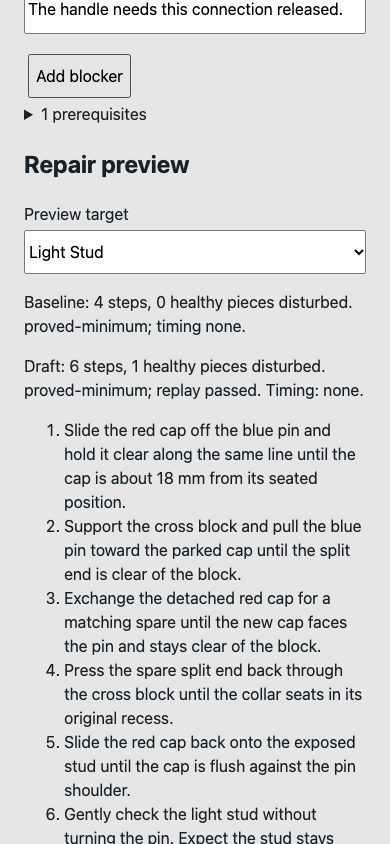 The handle needs this connection released.
Add blocker
▶ 1 prerequisites
Repair preview
Preview target
Light Stud
Baseline: 4 steps, 0 healthy pieces disturbed.
proved-minimum; timing none.
Draft: 6 steps, 1 healthy pieces disturbed.
proved-minimum; replay passed. Timing: none.
1. Slide the red cap off the blue pin and
hold it clear along the same line until the
cap is about 18 mm from its seated
position.
2. Support the cross block and pull the blue
pin toward the parked cap until the split
end is clear of the block.
3. Exchange the detached red cap for a
matching spare until the new cap faces
the pin and stays clear of the block.
4. Press the spare split end back through
the cross block until the collar seats in its
original recess.
5. Slide the red cap back onto the exposed
stud until the cap is flush against the pin
shoulder.
6. Gently check the light stud without
turning the pin. Expect the stud stays